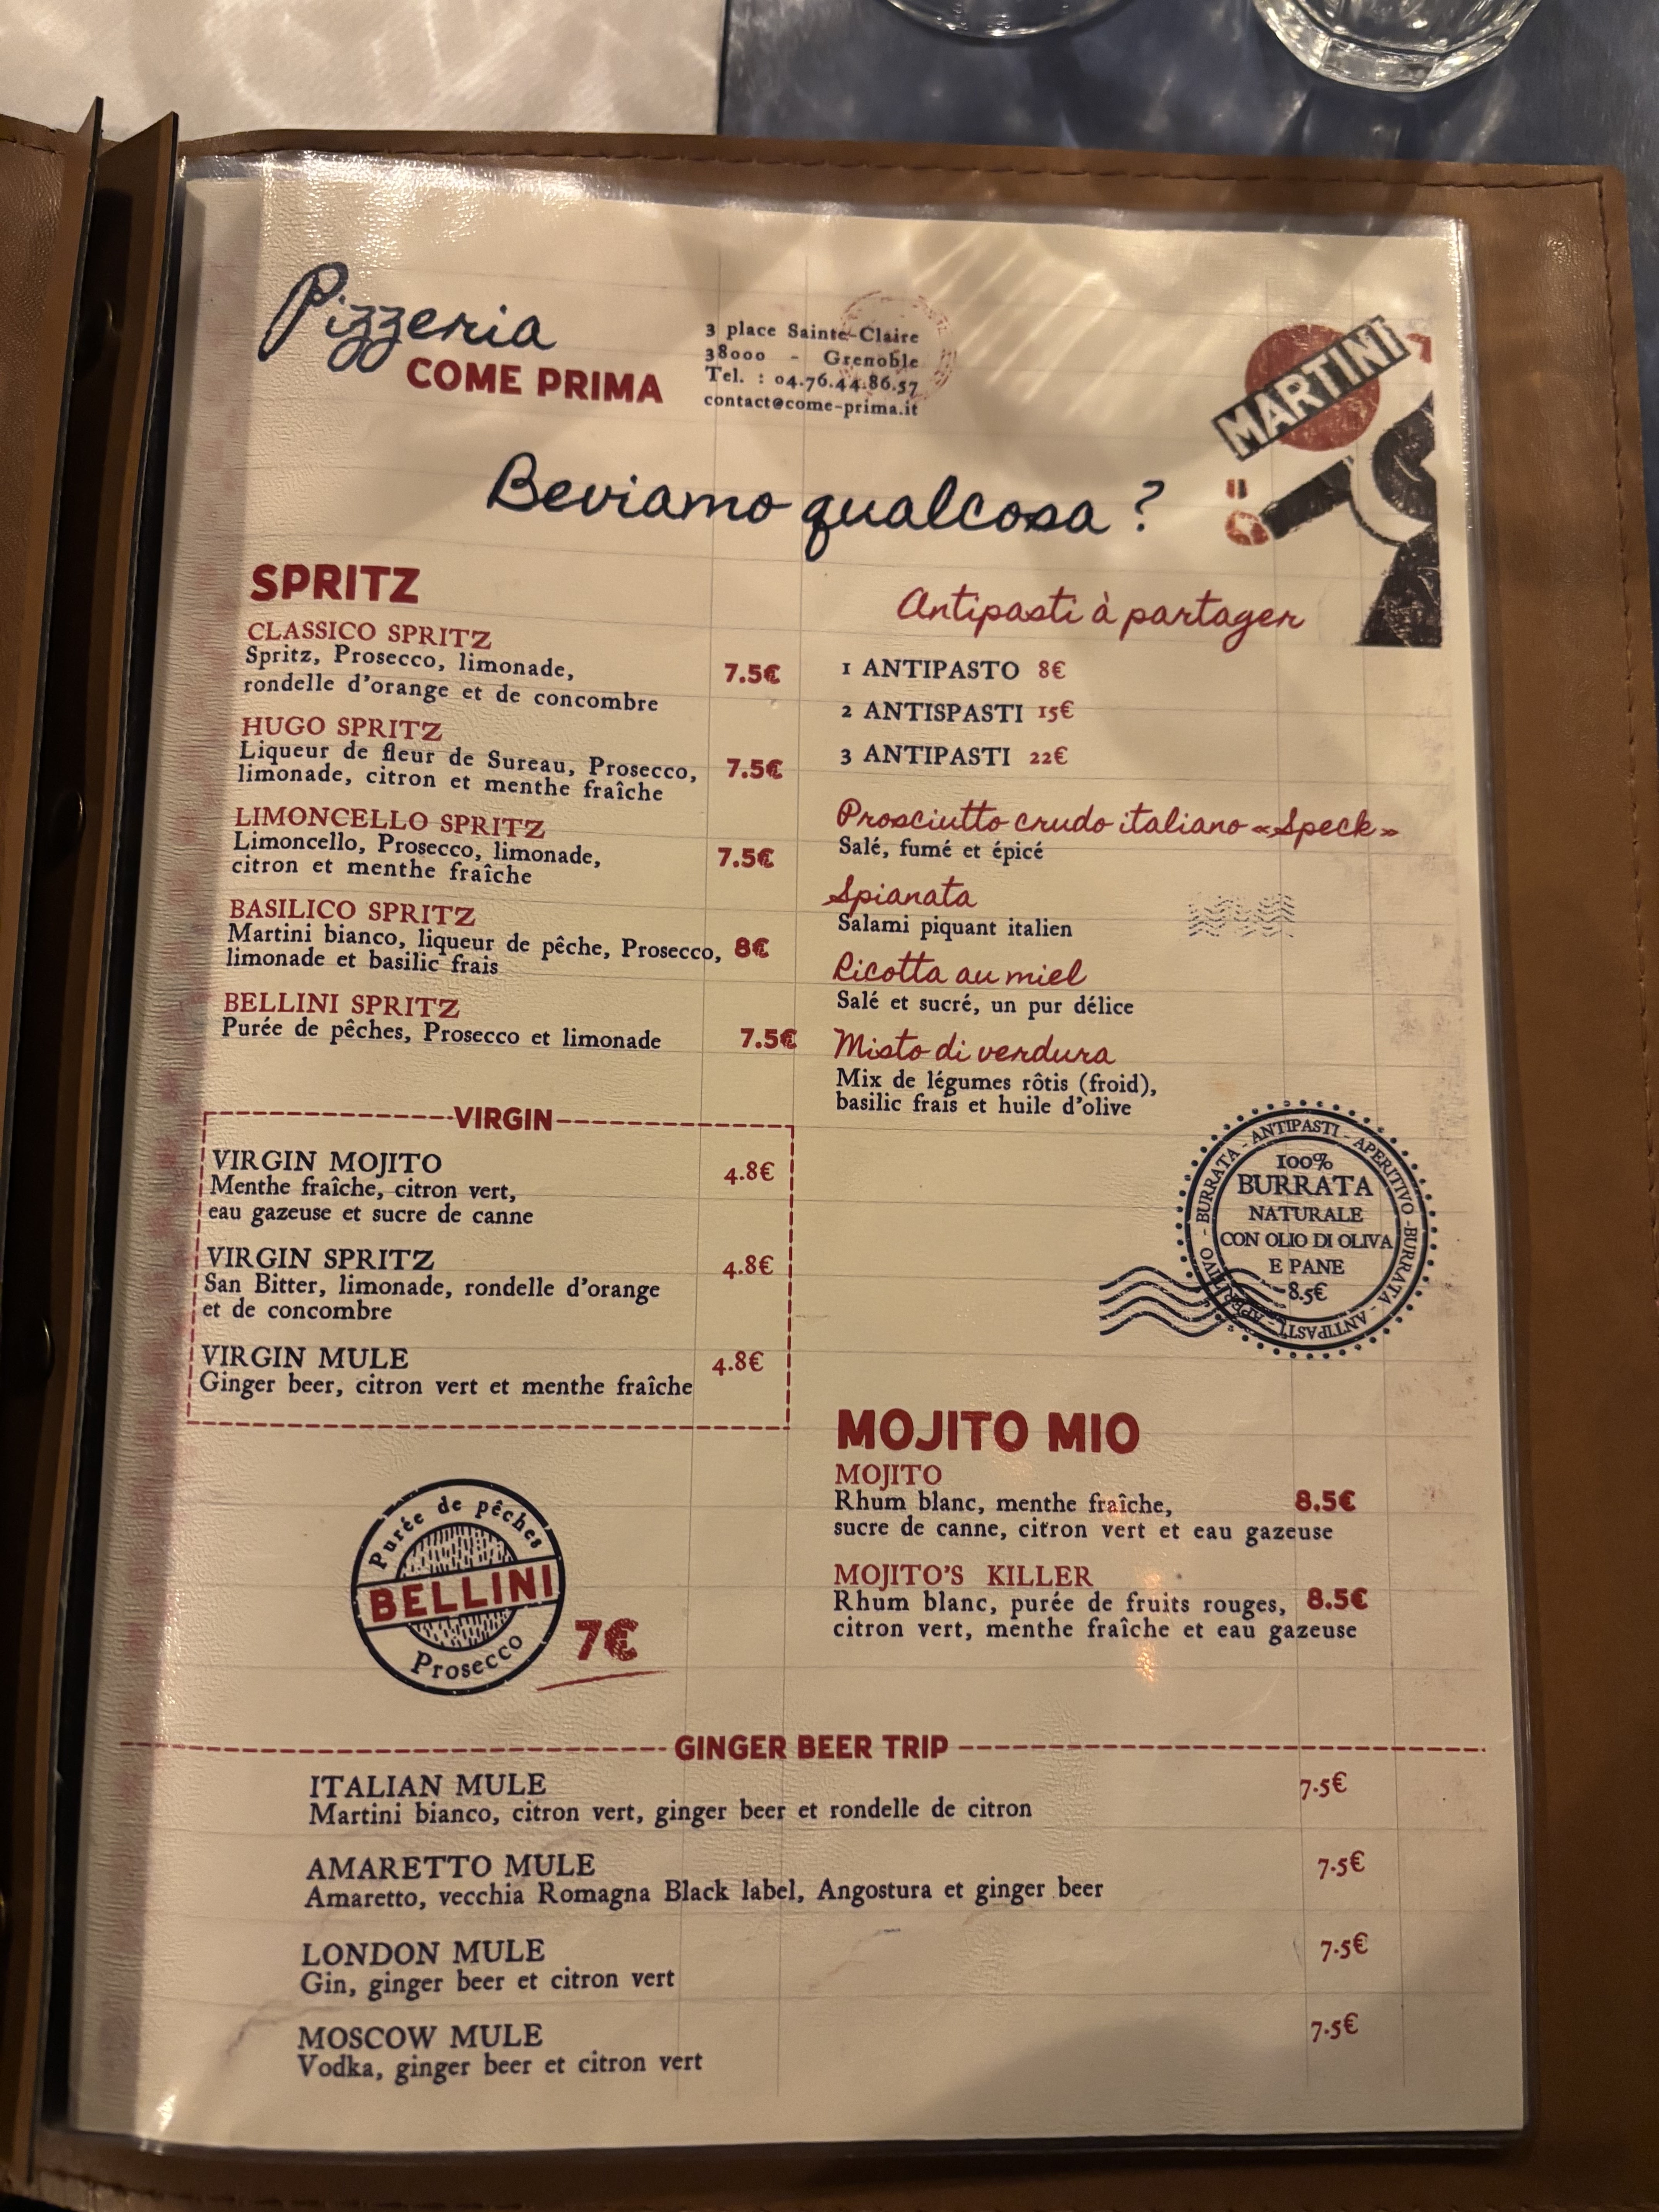 Pizzeria
COME PRIMA
3 place Sainte-Claire
38000 - Grenoble
Tel. : 04.76.44.86.57
contact@come-prima.it
MARTINI
Beviamo qualcosa ?
SPRITZ
CLASSICO SPRITZ
Spritz, Prosecco, limonade,
7.5€
rondelle d'orange et de concombre
HUGO SPRITZ
Liqueur de fleur de Sureau, Prosecco,
7.5€
limonade, citron et menthe fraîche
LIMONCELLO SPRITZ
Limoncello, Prosecco, limonade,
7.5€
citron et menthe fraîche
BASILICO SPRITZ
Martini bianco, liqueur de pêche, Prosecco,
8€
limonade et basilic frais
BELLINI SPRITZ
Purée de pêches, Prosecco et limonade
7.5€
VIRGIN
VIRGIN MOJITO
4.8€
Menthe fraîche, citron vert,
eau gazeuse et sucre de canne
VIRGIN SPRITZ
4.8€
San Bitter, limonade, rondelle d'orange
et de concombre
VIRGIN MULE
4.8€
Ginger beer, citron vert et menthe fraîche
Purée de pêches
BELLINI
Prosecco
7€
Antipasti à partager
1 ANTIPASTO 8€
2 ANTISPASTI 15€
3 ANTIPASTI 22€
Prosciutto crudo italiano «Speck»
Salé, fumé et épicé
Spianata
Salami piquant italien
Ricotta au miel
Salé et sucré, un pur délice
Misto di verdura
Mix de légumes rôtis (froid),
basilic frais et huile d'olive
- BURRATA - ANTIPASTI - APERITIVO - BURRATA - ANTIPASTI - APERITIVO
100%
BURRATA
NATURALE
CON OLIO DI OLIVA
E PANE
8.5€
MOJITO MIO
MOJITO
Rhum blanc, menthe fraîche,
8.5€
sucre de canne, citron vert et eau gazeuse
MOJITO'S KILLER
Rhum blanc, purée de fruits rouges,
8.5€
citron vert, menthe fraîche et eau gazeuse
GINGER BEER TRIP
ITALIAN MULE
7.5€
Martini bianco, citron vert, ginger beer et rondelle de citron
AMARETTO MULE
7.5€
Amaretto, vecchia Romagna Black label, Angostura et ginger beer
LONDON MULE
7.5€
Gin, ginger beer et citron vert
MOSCOW MULE
7.5€
Vodka, ginger beer et citron vert